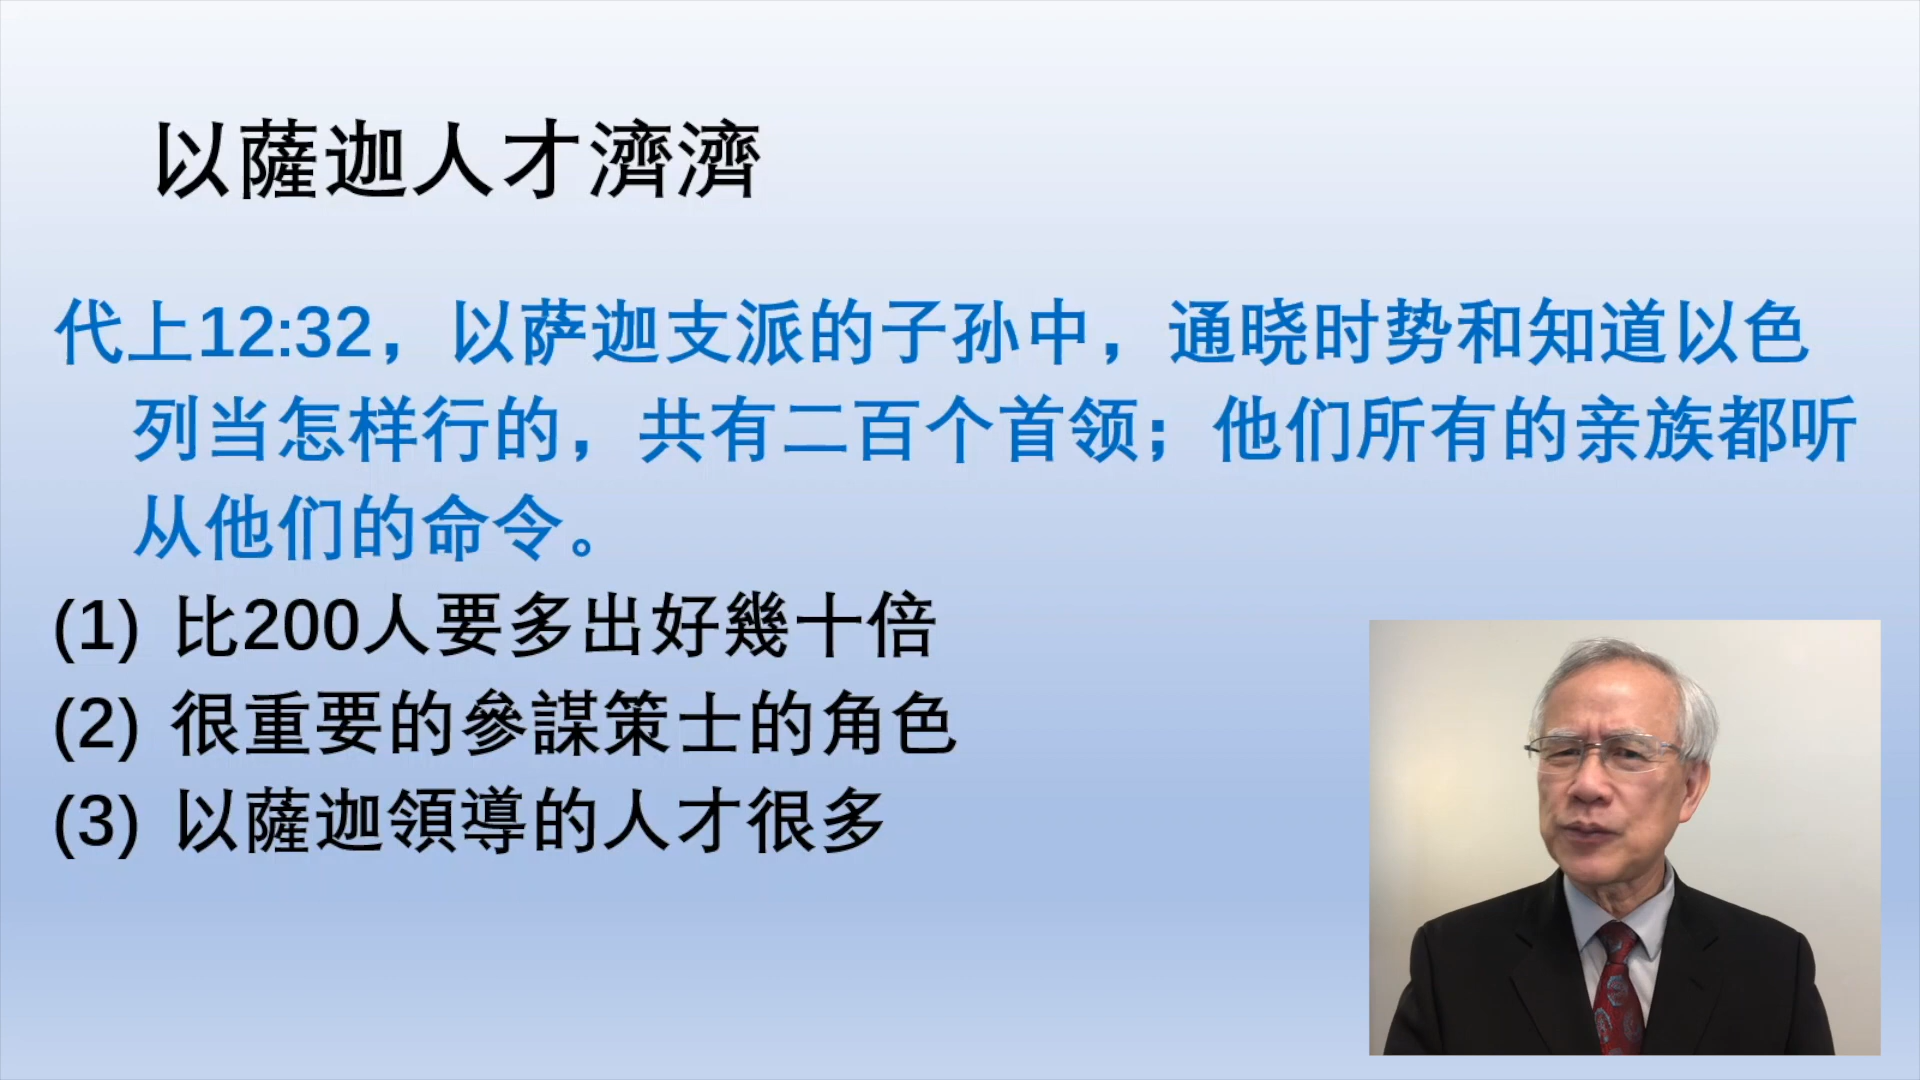 以薩迦人才濟濟
代上12:32，以萨迦支派的子孙中，通晓时势和知道以色
列当怎样行的，共有二百个首领；他们所有的亲族都听
从他们的命令。
(1) 比200人要多出好幾十倍
(2) 很重要的參謀策士的角色
(3) 以薩迦領導的人才很多